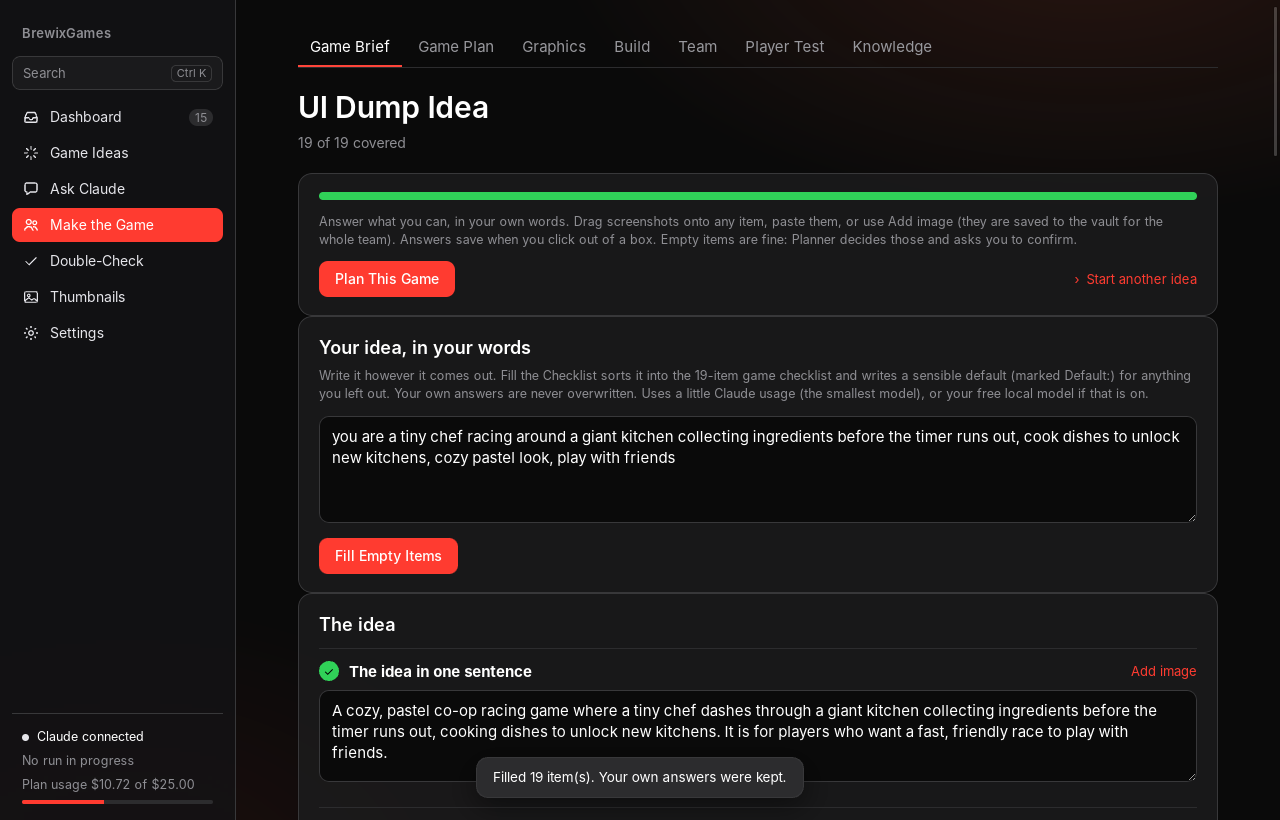 BrewixGames
Search
Ctrl K
Dashboard
15
Game Ideas
Ask Claude
Make the Game
Double-Check
Thumbnails
Settings
Claude connected
No run in progress
Plan usage $10.72 of $25.00
Game Brief
Game Plan
Graphics
Build
Team
Player Test
Knowledge
UI Dump Idea
19 of 19 covered
Answer what you can, in your own words. Drag screenshots onto any item, paste them, or use Add image (they are saved to the vault for the
whole team). Answers save when you click out of a box. Empty items are fine: Planner decides those and asks you to confirm.
Plan This Game
› Start another idea
Your idea, in your words
Write it however it comes out. Fill the Checklist sorts it into the 19-item game checklist and writes a sensible default (marked Default:) for anything
you left out. Your own answers are never overwritten. Uses a little Claude usage (the smallest model), or your free local model if that is on.
you are a tiny chef racing around a giant kitchen collecting ingredients before the timer runs out, cook dishes to unlock
new kitchens, cozy pastel look, play with friends
Fill Empty Items
The idea
The idea in one sentence
Add image
A cozy, pastel co-op racing game where a tiny chef dashes through a giant kitchen collecting ingredients before the
timer runs out, cooking dishes to unlock new kitchens. It is for players who want a fast, friendly race to play with
friends.
Filled 19 item(s). Your own answers were kept.